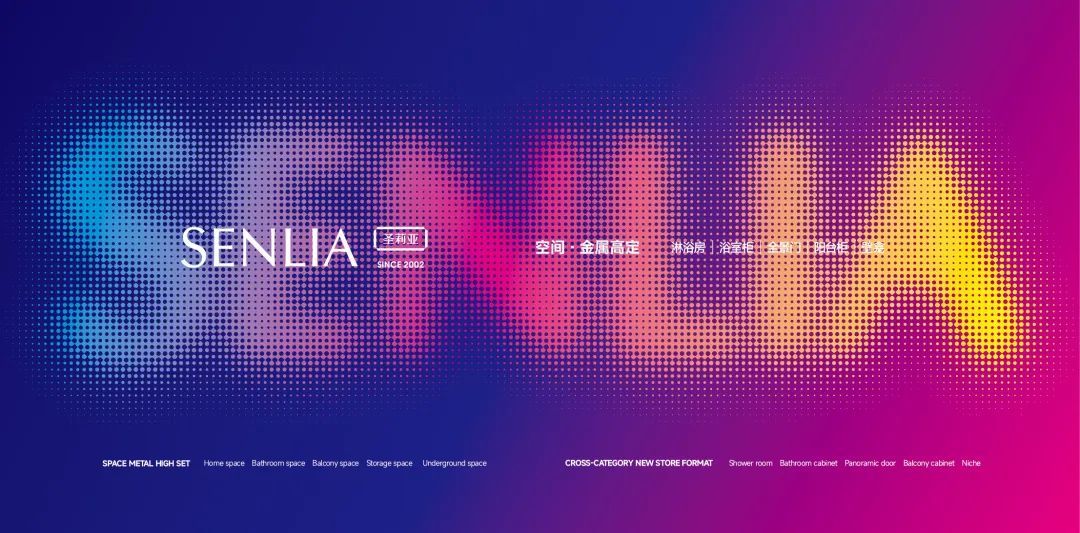 SENLIA
SENLIA
圣利亚
SINCE 2002
空间·金属高定 淋浴房 | 浴室柜 | 全景门 | 阳台柜 | 壁龛
SPACE METAL HIGH SET Home space Bathroom space Balcony space Storage space Underground space
CROSS-CATEGORY NEW STORE FORMAT Shower room Bathroom cabinet Panoramic door Balcony cabinet Niche